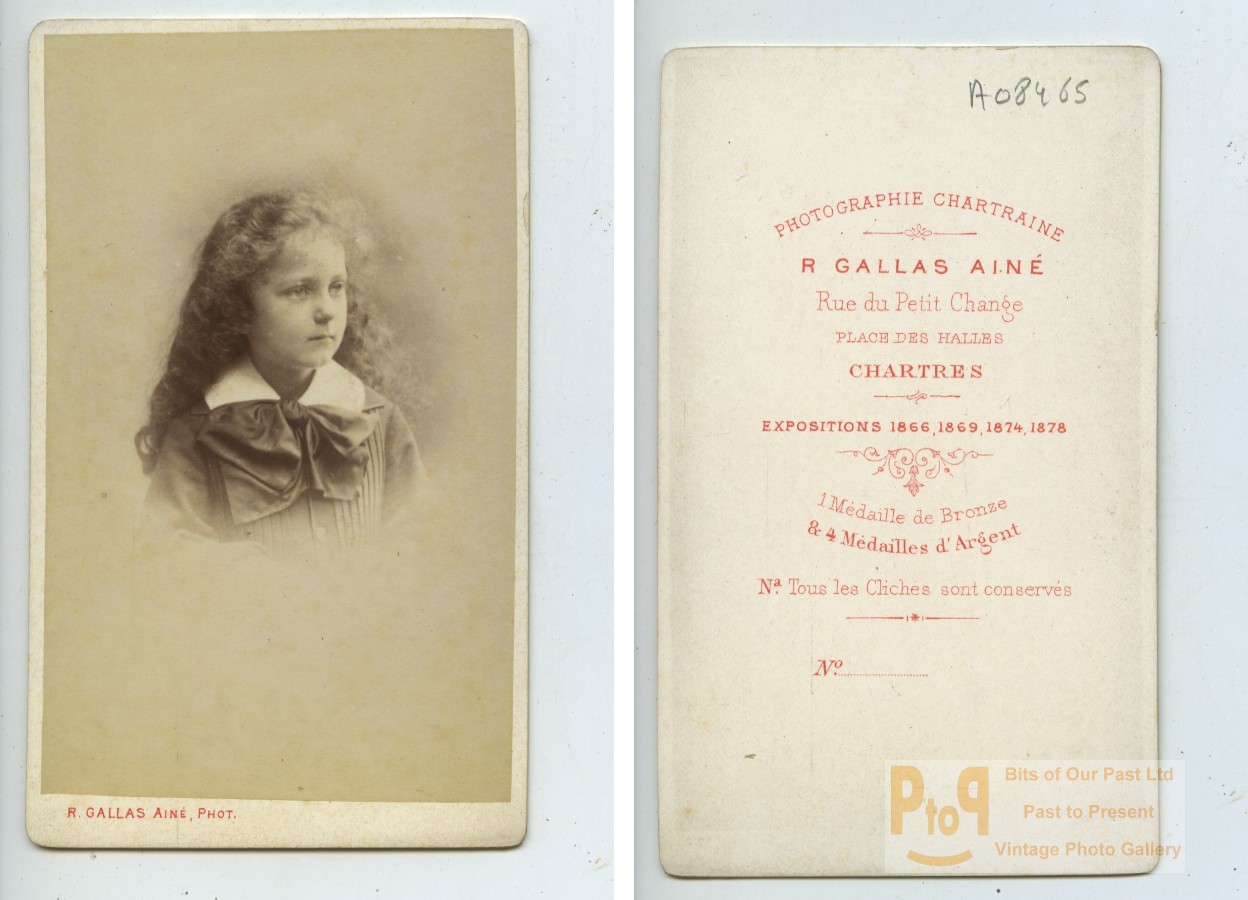 R. GALLAS AINÉ, PHOT.
A08465
PHOTOGRAPHIE CHARTRAINE
R GALLAS AINÉ
Rue du Petit Change
PLACE DES HALLES
CHARTRES
EXPOSITIONS 1866, 1869, 1874, 1878
1 Médaille de Bronze
& 4 Médailles d'Argent
Nª. Tous les Cliches sont conservés
Nº.
PtoP
Bits of Our Past Ltd
Past to Present
Vintage Photo Gallery